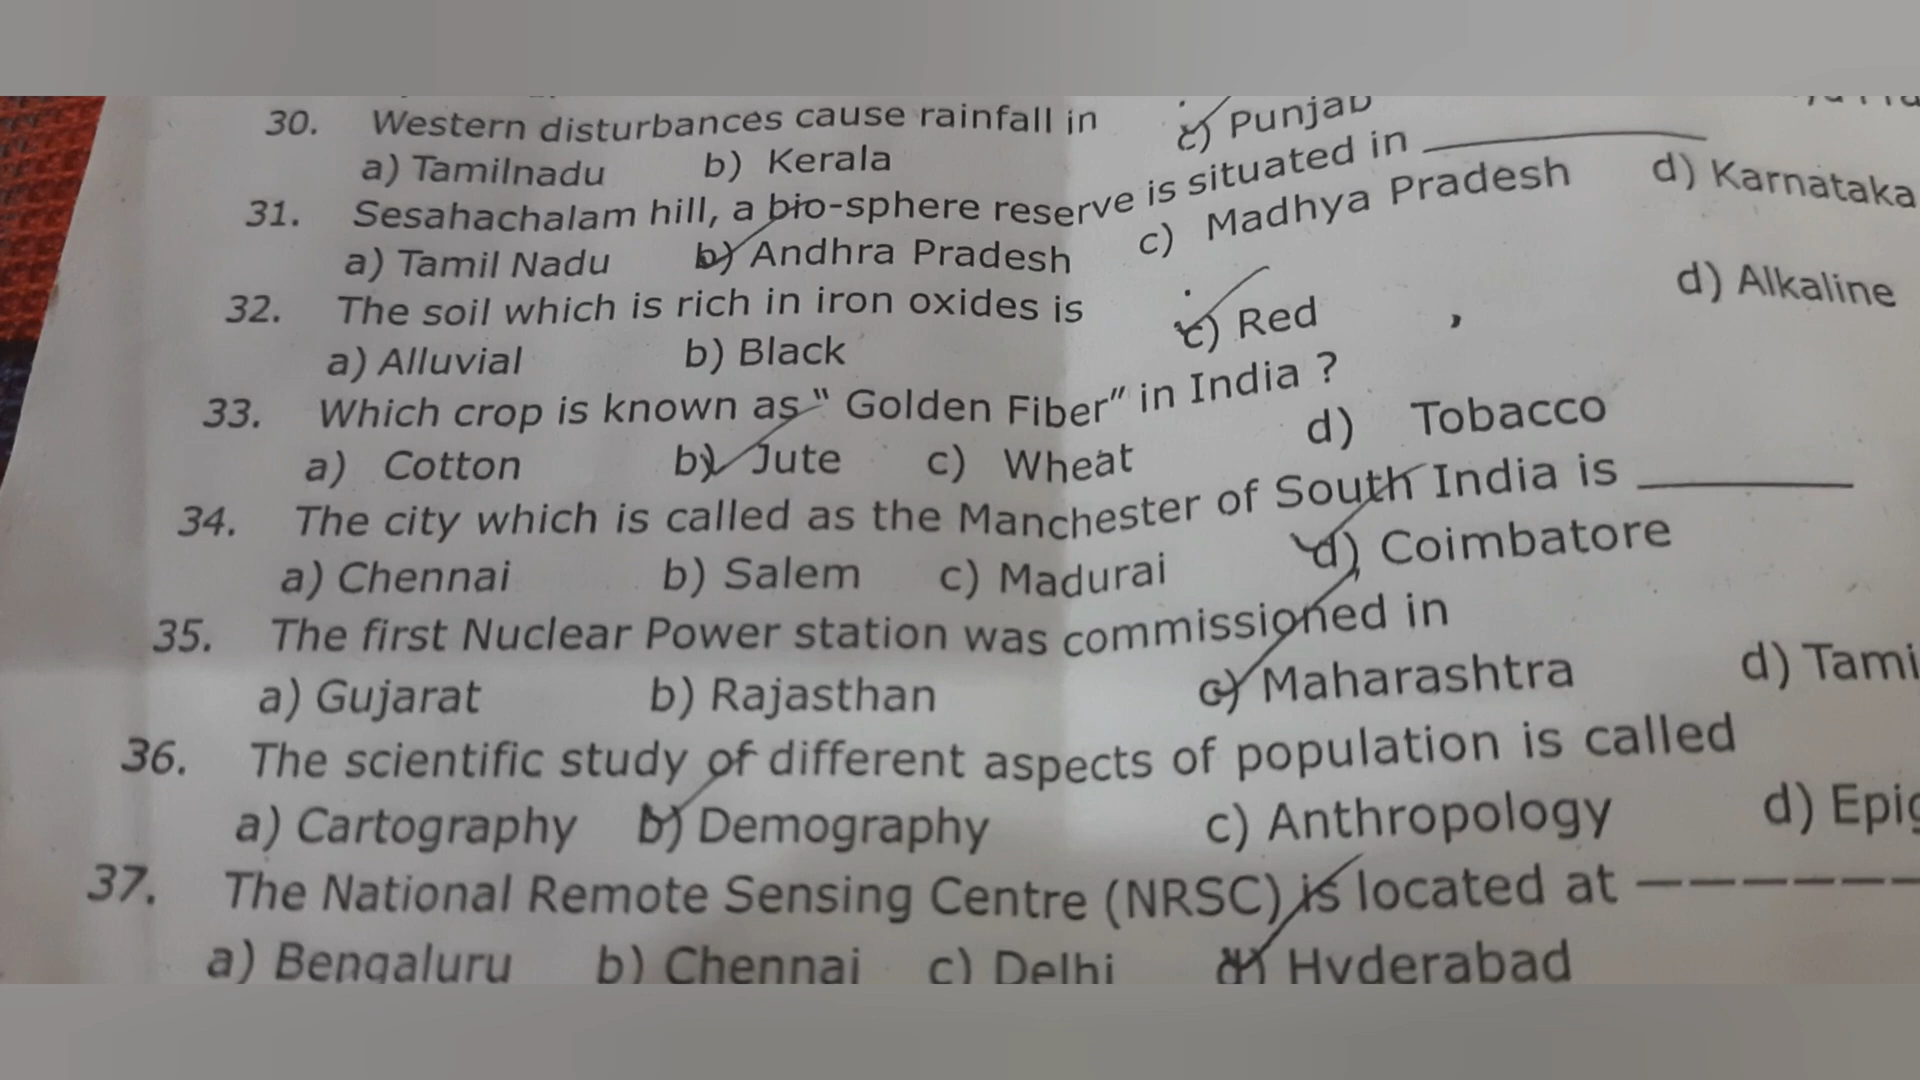 30. Western disturbances cause rainfall in
a) Tamilnadu b) Kerala c) Punjab
31. Sesahachalam hill, a bio-sphere reserve is situated in ________
a) Tamil Nadu b) Andhra Pradesh c) Madhya Pradesh d) Karnataka
32. The soil which is rich in iron oxides is
a) Alluvial b) Black c) Red d) Alkaline
33. Which crop is known as " Golden Fiber" in India ?
a) Cotton b) Jute c) Wheat d) Tobacco
34. The city which is called as the Manchester of South India is ________
a) Chennai b) Salem c) Madurai d) Coimbatore
35. The first Nuclear Power station was commissioned in
a) Gujarat b) Rajasthan c) Maharashtra d) Tami
36. The scientific study of different aspects of population is called
a) Cartography b) Demography c) Anthropology d) Epig
37. The National Remote Sensing Centre (NRSC) is located at ------
a) Bengaluru b) Chennai c) Delhi d) Hyderabad